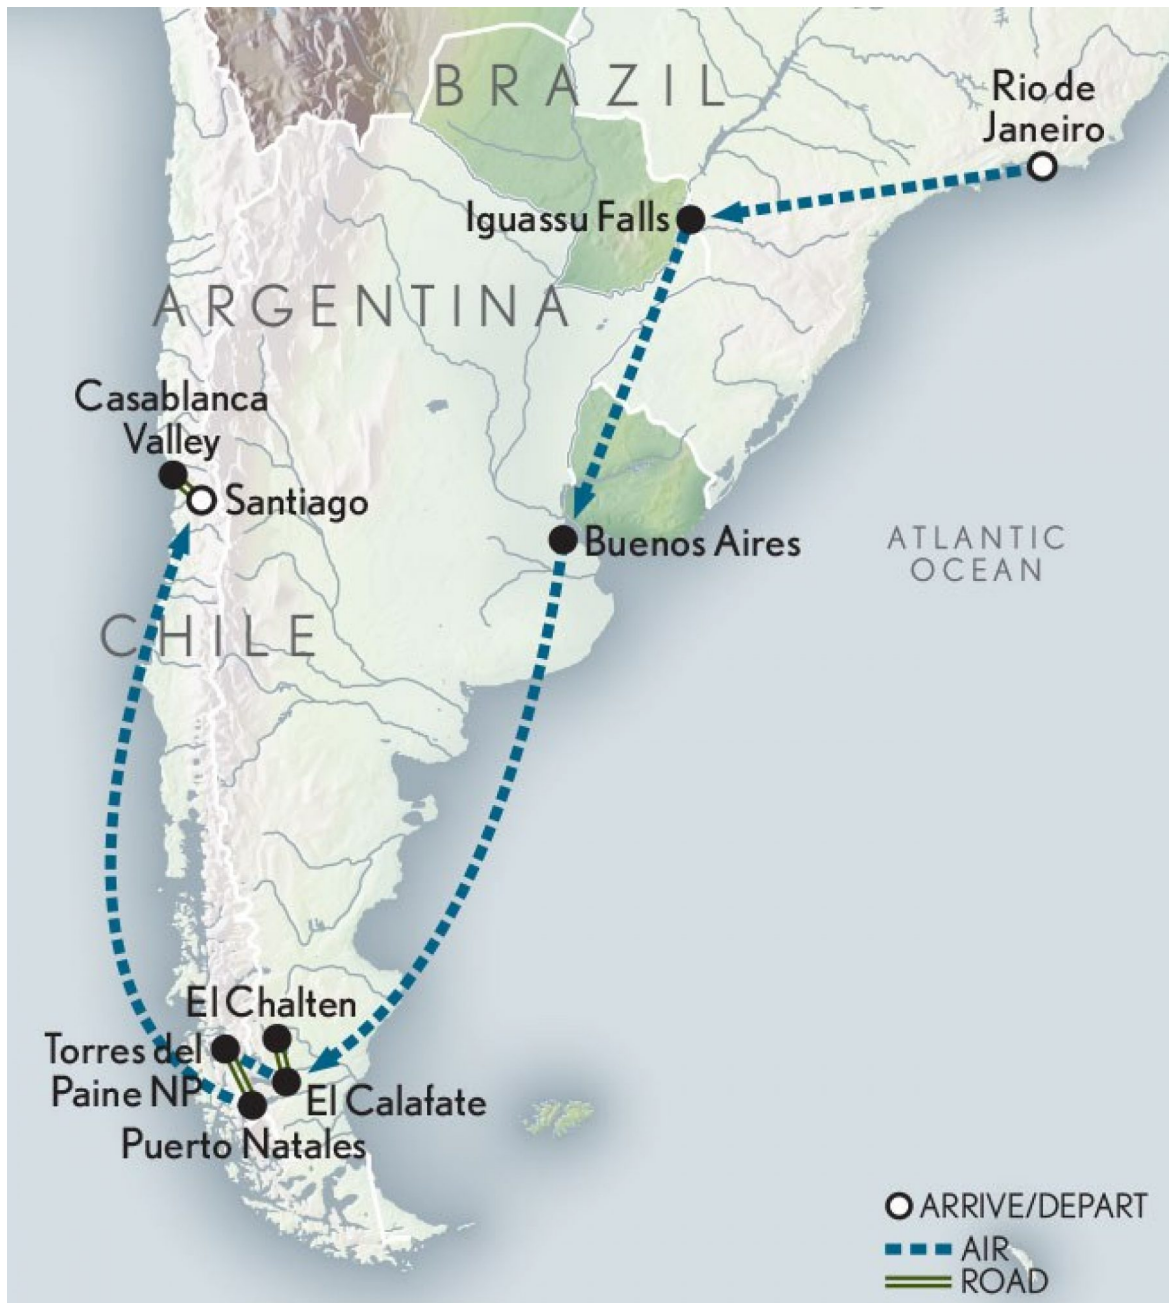 BRAZIL
Rio de
Janeiro
Iguassu Falls
ARGENTINA
Casablanca
Valley
Santiago
Buenos Aires
ATLANTIC
OCEAN
CHILE
El Chalten
Torres del
Paine NP
El Calafate
Puerto Natales
ARRIVE/DEPART
AIR
ROAD